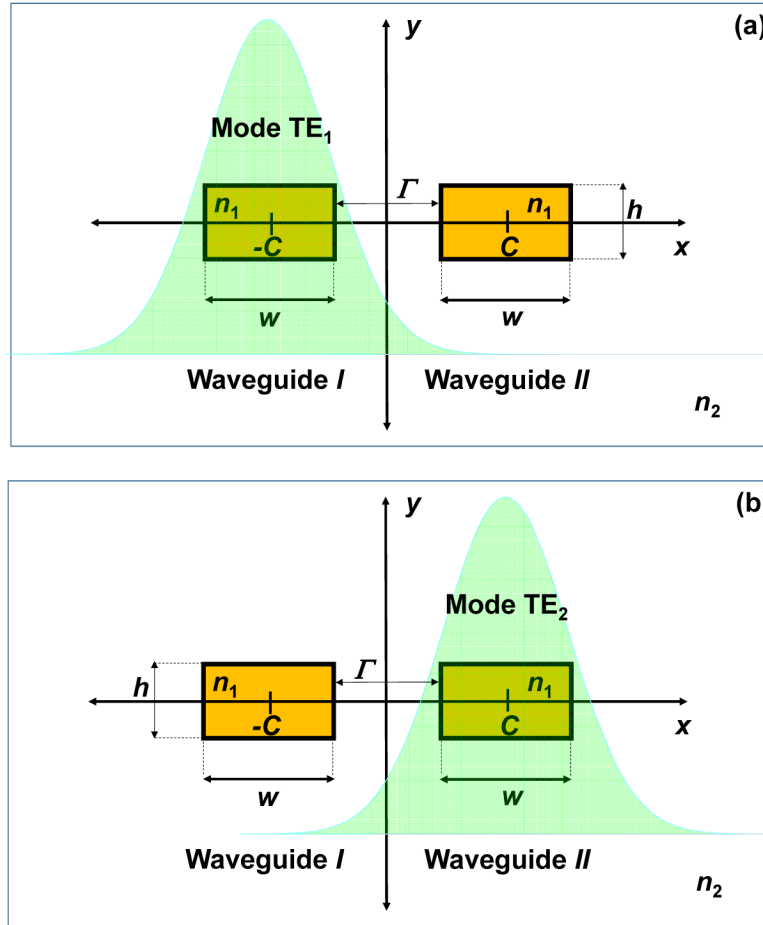 y
(a)
Mode TE₁
Γ
n₁
n₁
h
-C
C
x
w
w
Waveguide I
Waveguide II
n₂
y
(b)
Mode TE₂
Γ
h
n₁
n₁
-C
C
x
w
w
Waveguide I
Waveguide II
n₂